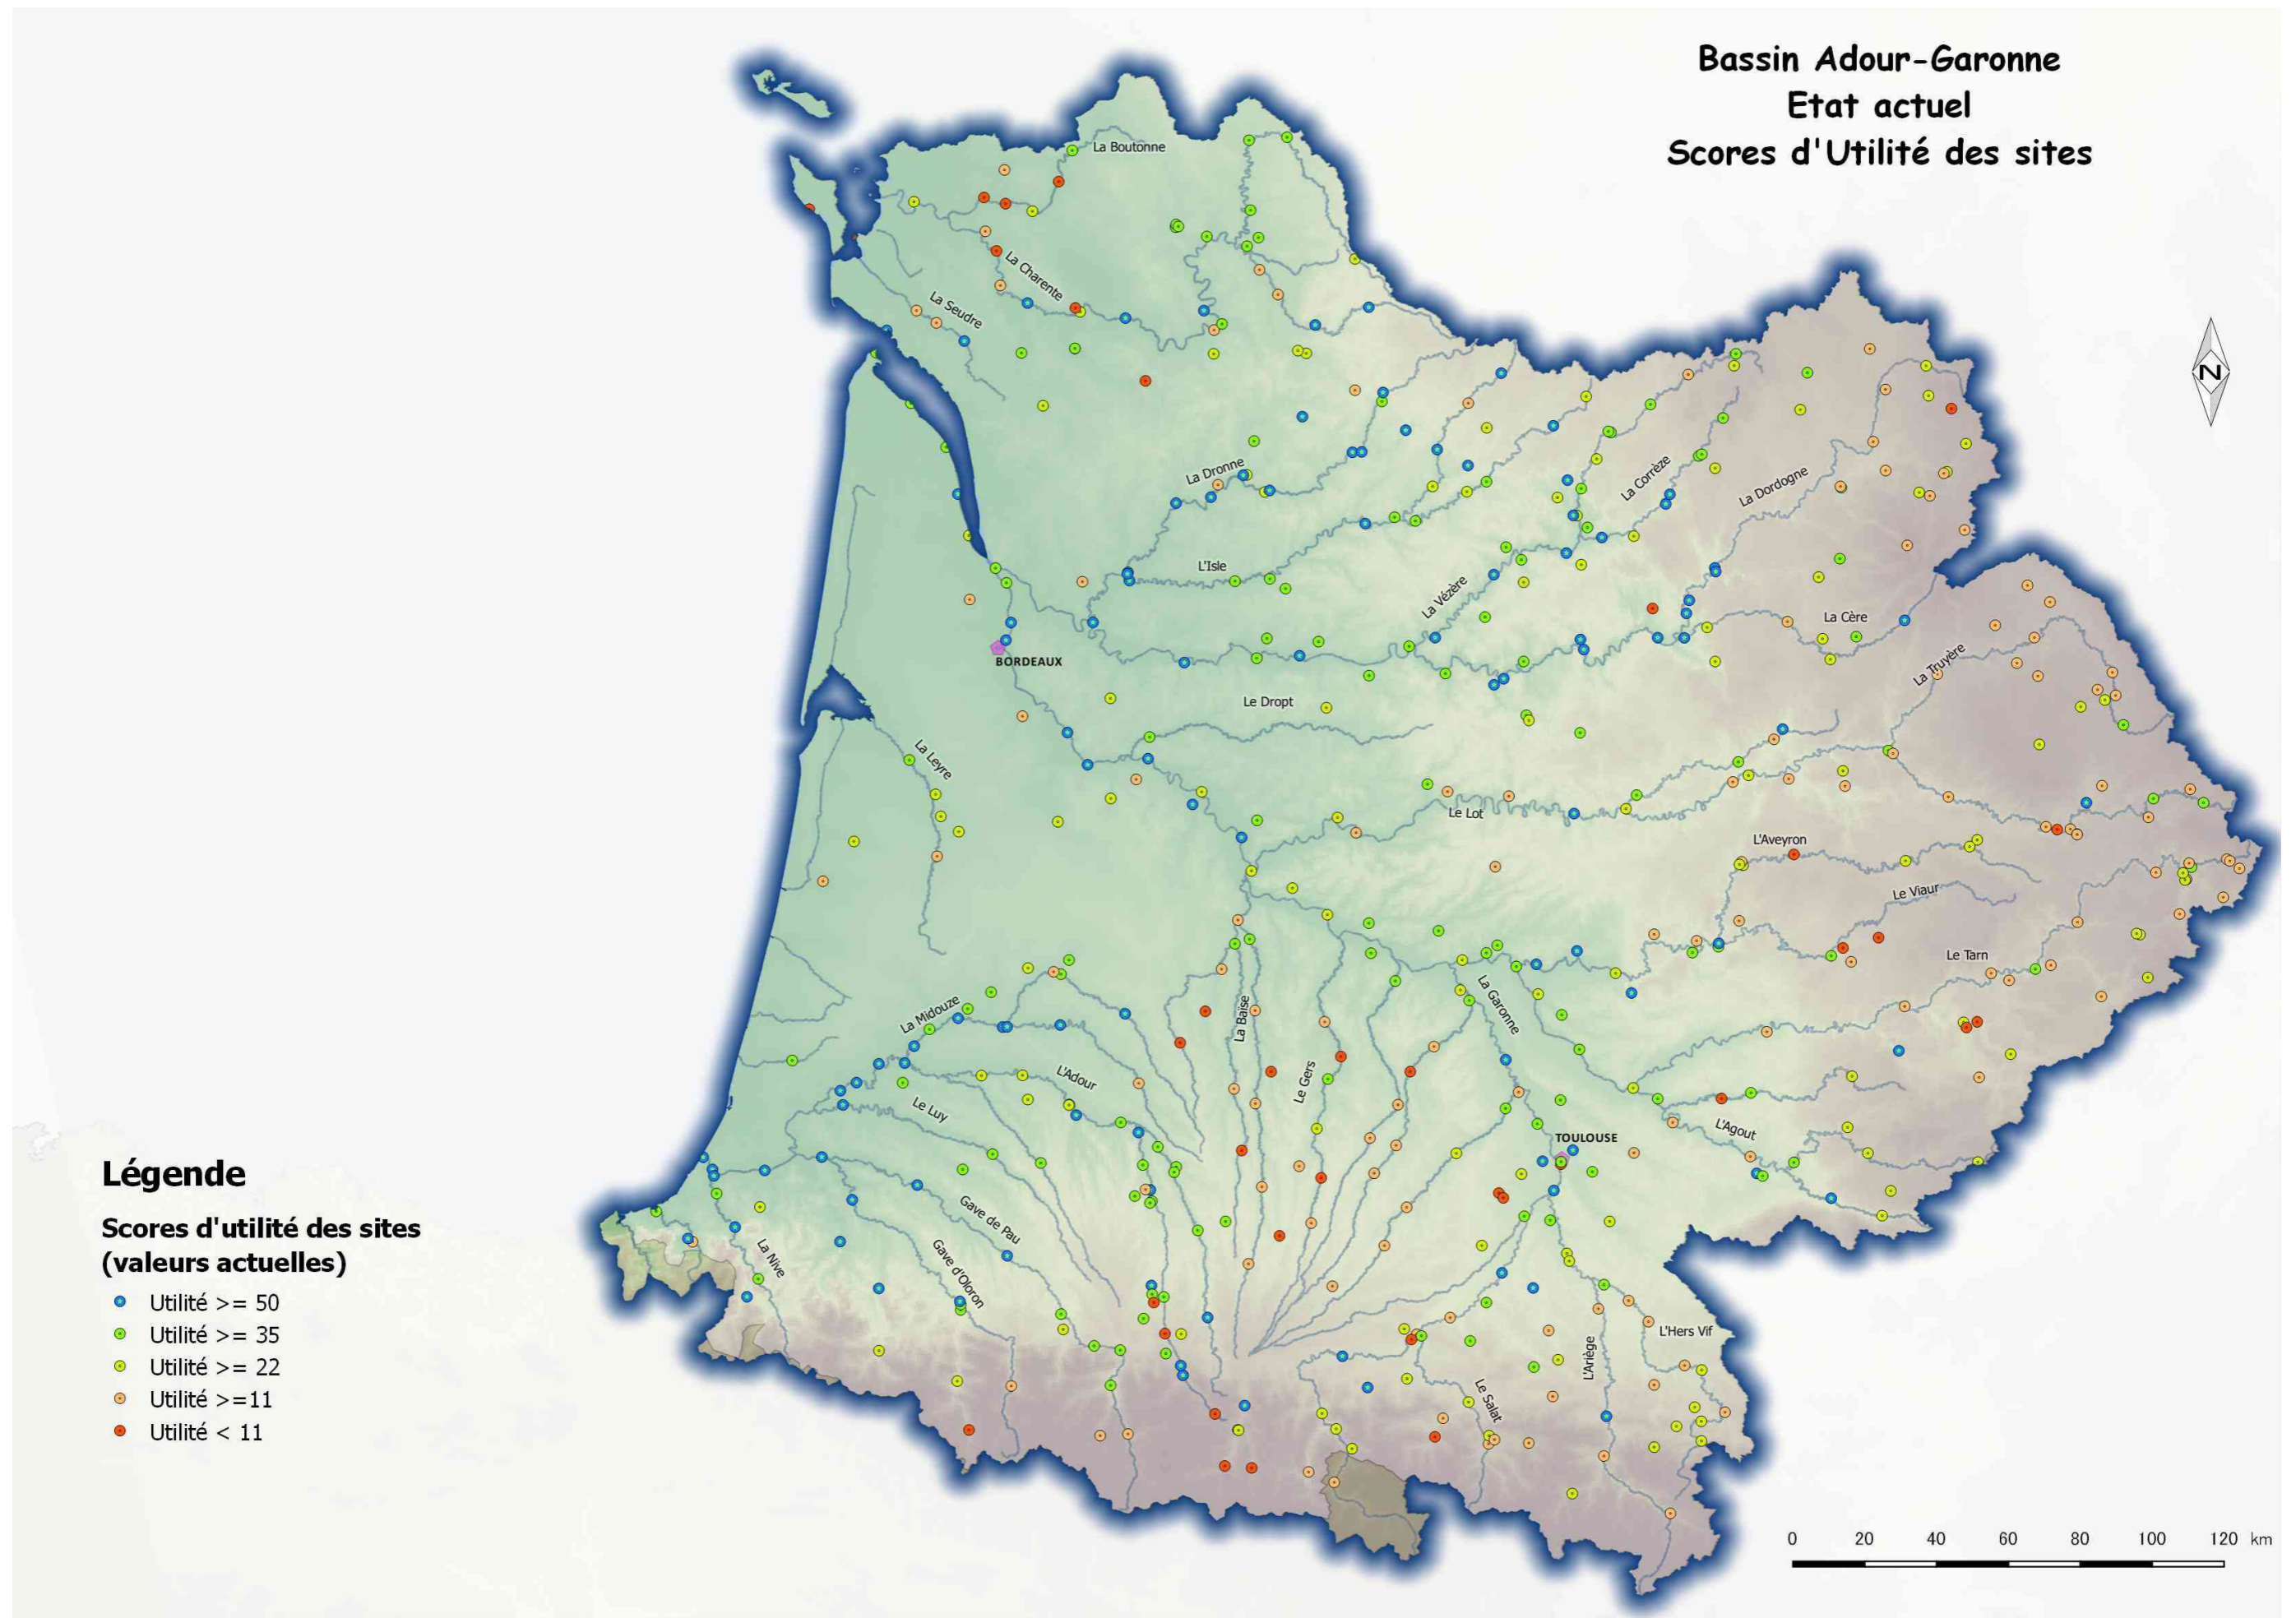 Bassin Adour-Garonne
Etat actuel
Scores d'Utilité des sites
La Boutonne
La Charente
La Seudre
N
La Dronne
La Corrèze
La Dordogne
L'Isle
La Vézère
La Cère
BORDEAUX
La Truyère
Le Dropt
La Leyre
Le Lot
L'Aveyron
Le Viaur
Le Tarn
La Midouze
La Baise
La Garonne
L'Adour
Le Gers
Le Luy
L'Agout
TOULOUSE
Gave de Pau
La Nive
Gave d'Oloron
L'Hers Vif
L'Ariège
Le Salat
Légende
Scores d'utilité des sites
(valeurs actuelles)
Utilité >= 50
Utilité >= 35
Utilité >= 22
Utilité >=11
Utilité < 11
0 20 40 60 80 100 120 km